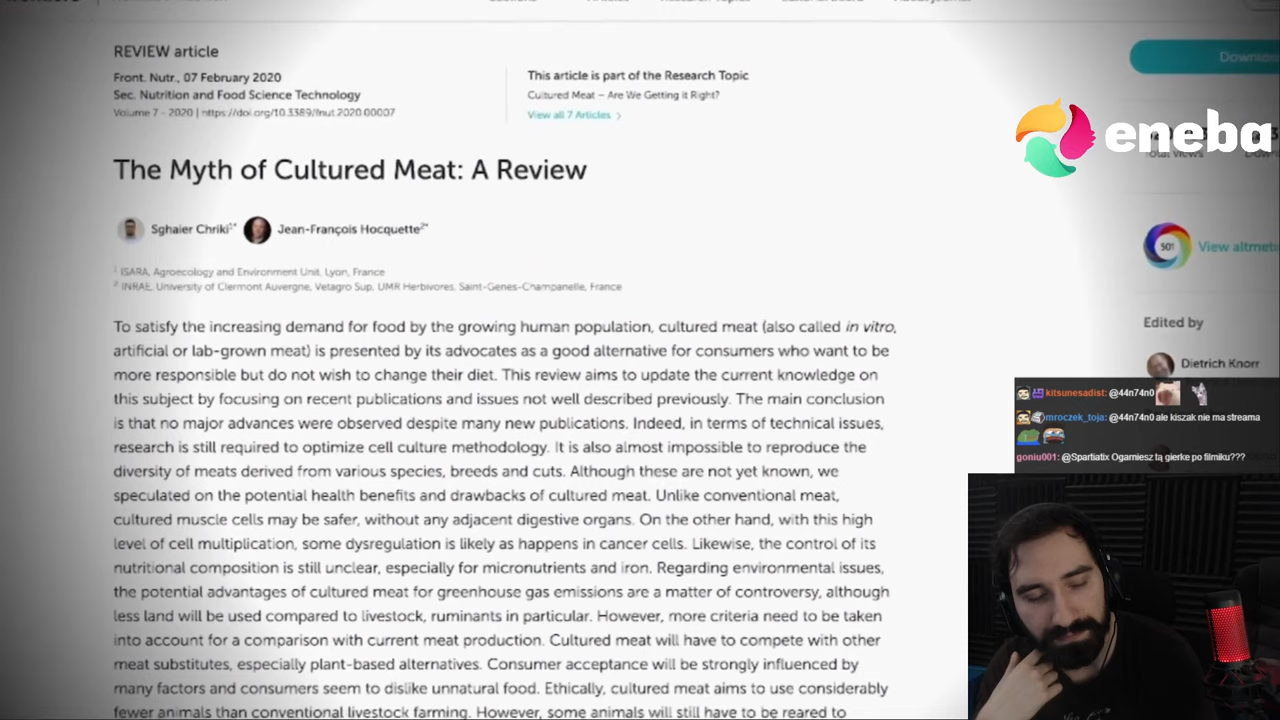 REVIEW article
Front. Nutr., 07 February 2020
Sec. Nutrition and Food Science Technology
Volume 7 - 2020 | https://doi.org/10.3389/fnut.2020.00007
This article is part of the Research Topic
Cultured Meat – Are We Getting it Right?
View all 7 Articles >
The Myth of Cultured Meat: A Review
Sghaier Chriki1* Jean-François Hocquette2*
1 ISARA, Agroecology and Environment Unit, Lyon, France
2 INRAE, University of Clermont Auvergne, Vetagro Sup, UMR Herbivores, Saint-Genes-Champanelle, France
To satisfy the increasing demand for food by the growing human population, cultured meat (also called in vitro,
artificial or lab-grown meat) is presented by its advocates as a good alternative for consumers who want to be
more responsible but do not wish to change their diet. This review aims to update the current knowledge on
this subject by focusing on recent publications and issues not well described previously. The main conclusion
is that no major advances were observed despite many new publications. Indeed, in terms of technical issues,
research is still required to optimize cell culture methodology. It is also almost impossible to reproduce the
diversity of meats derived from various species, breeds and cuts. Although these are not yet known, we
speculated on the potential health benefits and drawbacks of cultured meat. Unlike conventional meat,
cultured muscle cells may be safer, without any adjacent digestive organs. On the other hand, with this high
level of cell multiplication, some dysregulation is likely as happens in cancer cells. Likewise, the control of its
nutritional composition is still unclear, especially for micronutrients and iron. Regarding environmental issues,
the potential advantages of cultured meat for greenhouse gas emissions are a matter of controversy, although
less land will be used compared to livestock, ruminants in particular. However, more criteria need to be taken
into account for a comparison with current meat production. Cultured meat will have to compete with other
meat substitutes, especially plant-based alternatives. Consumer acceptance will be strongly influenced by
many factors and consumers seem to dislike unnatural food. Ethically, cultured meat aims to use considerably
fewer animals than conventional livestock farming. However, some animals will still have to be reared to
eneba
501
View altmet
Edited by
Dietrich Knorr
kitsunesadist: @44n74n0
mroczek_toja: @44n74n0 ale kiszak nie ma streama
goniu001: @Spartiatix Ogarniesz tą gierke po filmiku???